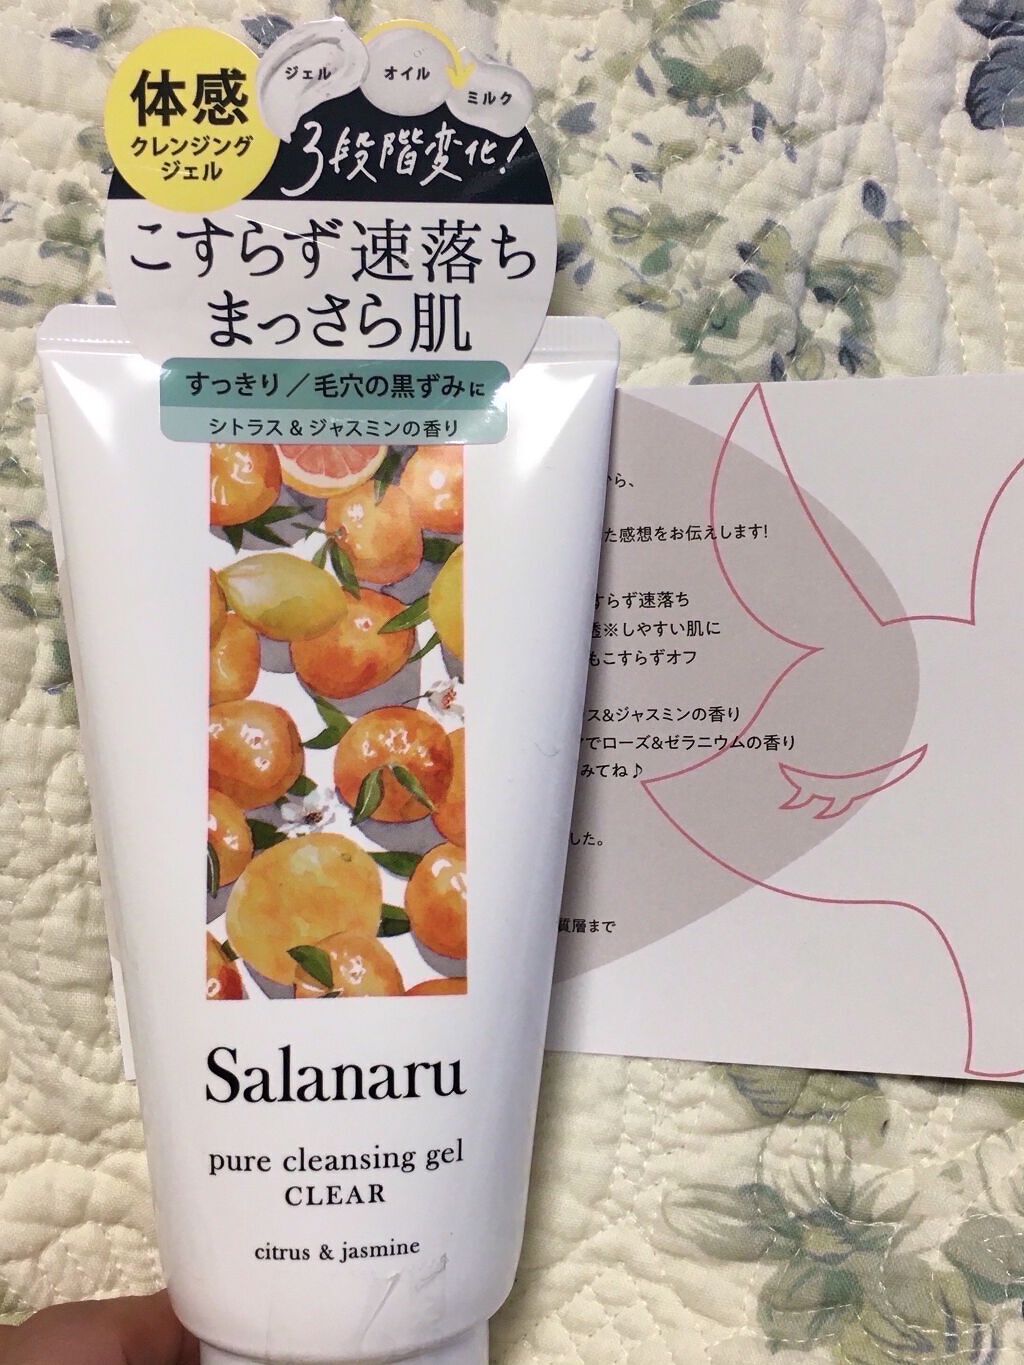 体感
クレンジング
ジェル
ジェル
オイル
ミルク
3段階変化!
こすらず速落ち
まっさら肌
すっきり/毛穴の黒ずみに
シトラス&ジャスミンの香り
Salanaru
pure cleansing gel
CLEAR
citrus & jasmine
から、
た感想をお伝えします!
すらず速落ち
透※しやすい肌に
もこすらずオフ
ス&ジャスミンの香り
でローズ&ゼラニウムの香り
みてね♪
した。
質層まで